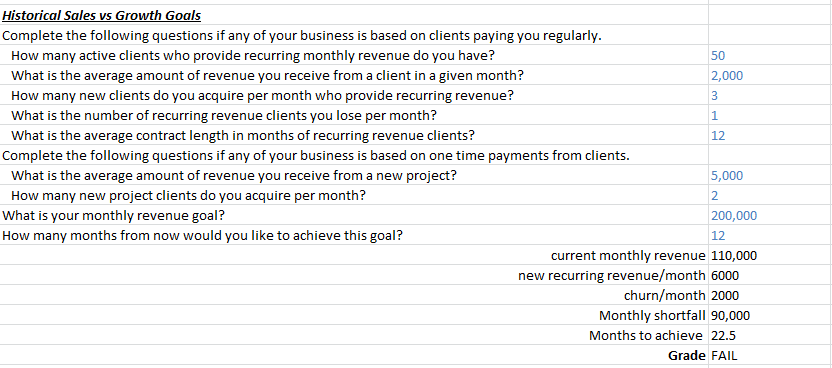 Historical Sales vs Growth Goals
Complete the following questions if any of your business is based on clients paying you regularly.
How many active clients who provide recurring monthly revenue do you have? 50
What is the average amount of revenue you receive from a client in a given month? 2,000
How many new clients do you acquire per month who provide recurring revenue? 3
What is the number of recurring revenue clients you lose per month? 1
What is the average contract length in months of recurring revenue clients? 12
Complete the following questions if any of your business is based on one time payments from clients.
What is the average amount of revenue you receive from a new project? 5,000
How many new project clients do you acquire per month? 2
What is your monthly revenue goal? 200,000
How many months from now would you like to achieve this goal? 12
current monthly revenue 110,000
new recurring revenue/month 6000
churn/month 2000
Monthly shortfall 90,000
Months to achieve 22.5
Grade FAIL